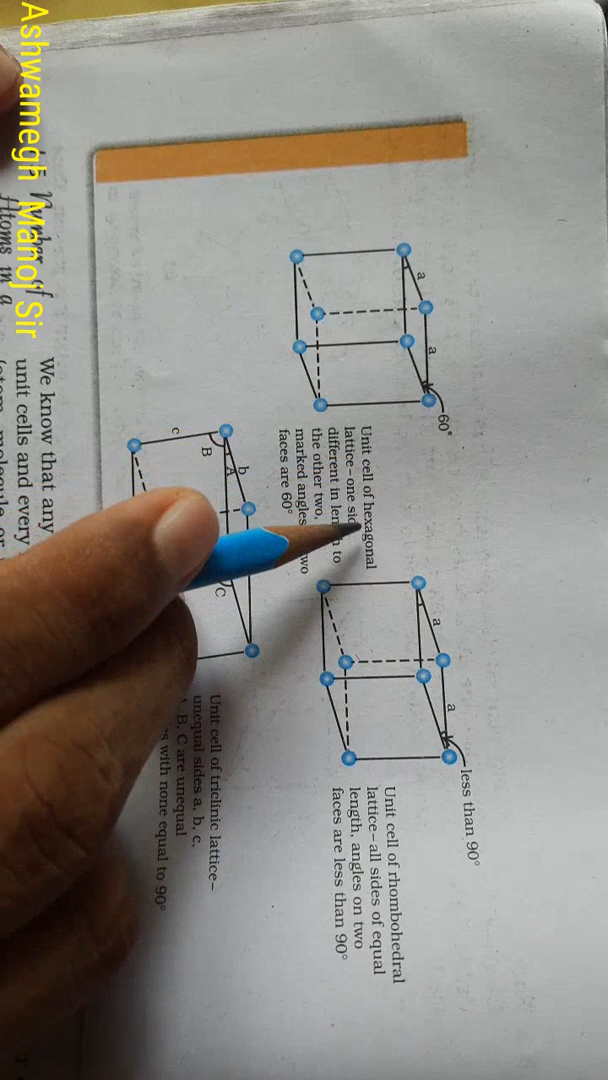 Ashwamegh Manoj Sir
a
a
60°
Unit cell of hexagonal
lattice–one
different in to
the other two,
marked angles
faces are 60°
a
a
less than 90°
Unit cell of rhombohedral
lattice–all sides of equal
length, angles on two
faces are less than 90°
c
B
A
b
C
Unit cell of triclinic lattice–
unequal sides a, b, c,
B, C are unequal
with none equal to 90°
Atoms in a
We know that any
unit cells and every